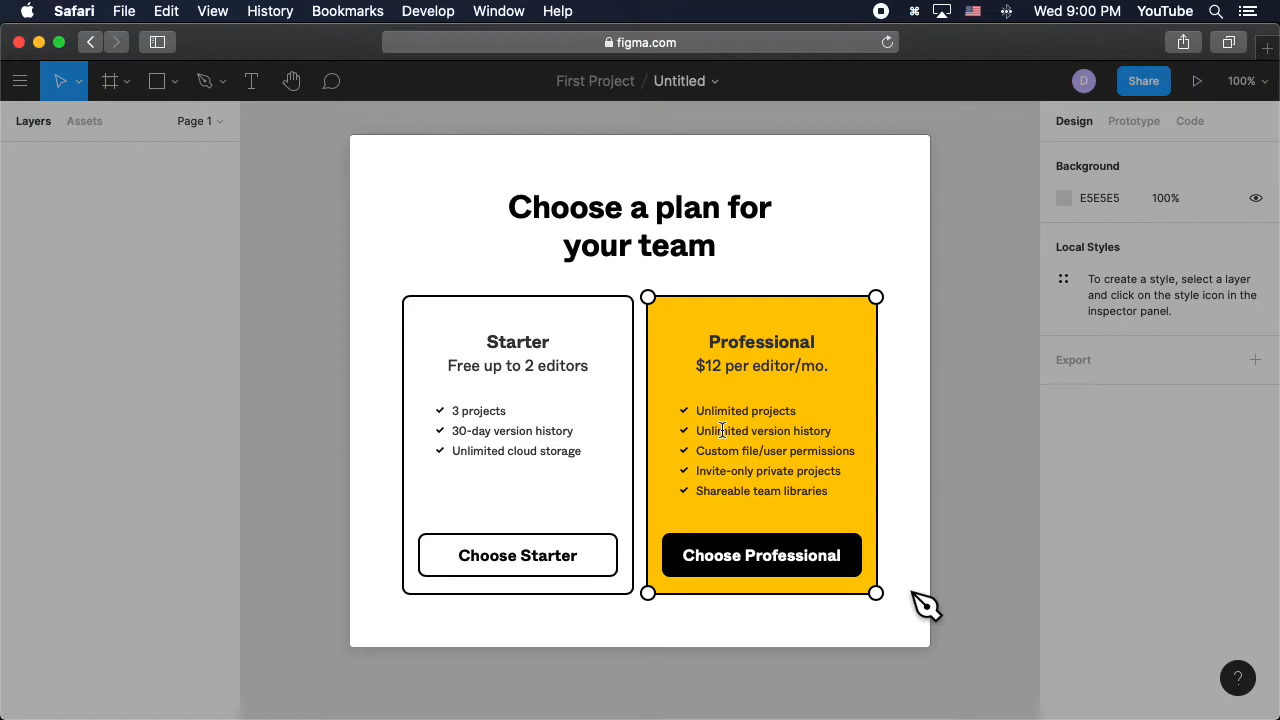 Safari File Edit View History Bookmarks Develop Window Help Wed 9:00 PM YouTube
figma.com
First Project / Untitled D Share 100%
Layers Assets Page 1
Design Prototype Code
Background
E5E5E5 100%
Local Styles
To create a style, select a layer
and click on the style icon in the
inspector panel.
Export
Choose a plan for
your team
Starter
Free up to 2 editors
3 projects
30-day version history
Unlimited cloud storage
Choose Starter
Professional
$12 per editor/mo.
Unlimited projects
Unlimited version history
Custom file/user permissions
Invite-only private projects
Shareable team libraries
Choose Professional
?